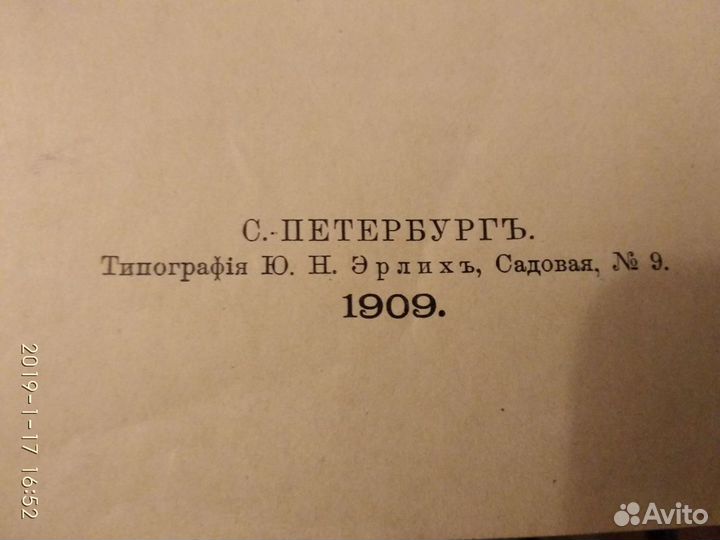 С.-ПЕТЕРБУРГЪ.
Типографія Ю. Н. Эрлихъ, Садовая, № 9.
1909.
2019-1-17 16:52
Avito